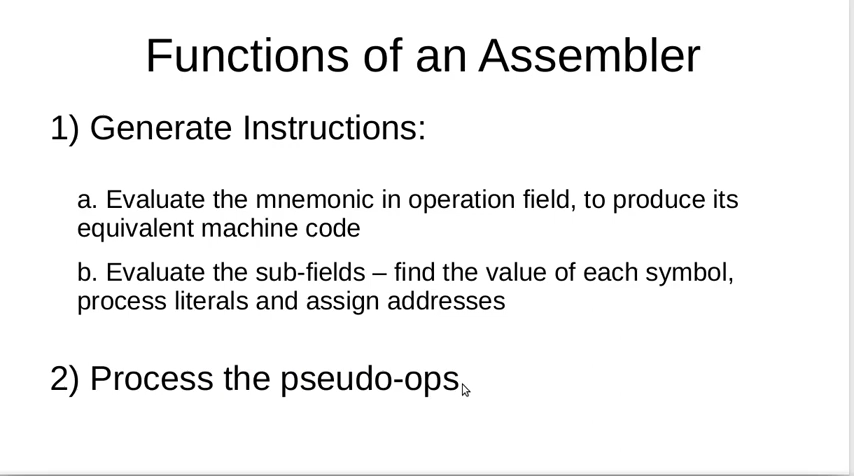 Functions of an Assembler
1) Generate Instructions:
a. Evaluate the mnemonic in operation field, to produce its
equivalent machine code
b. Evaluate the sub-fields – find the value of each symbol,
process literals and assign addresses
2) Process the pseudo-ops